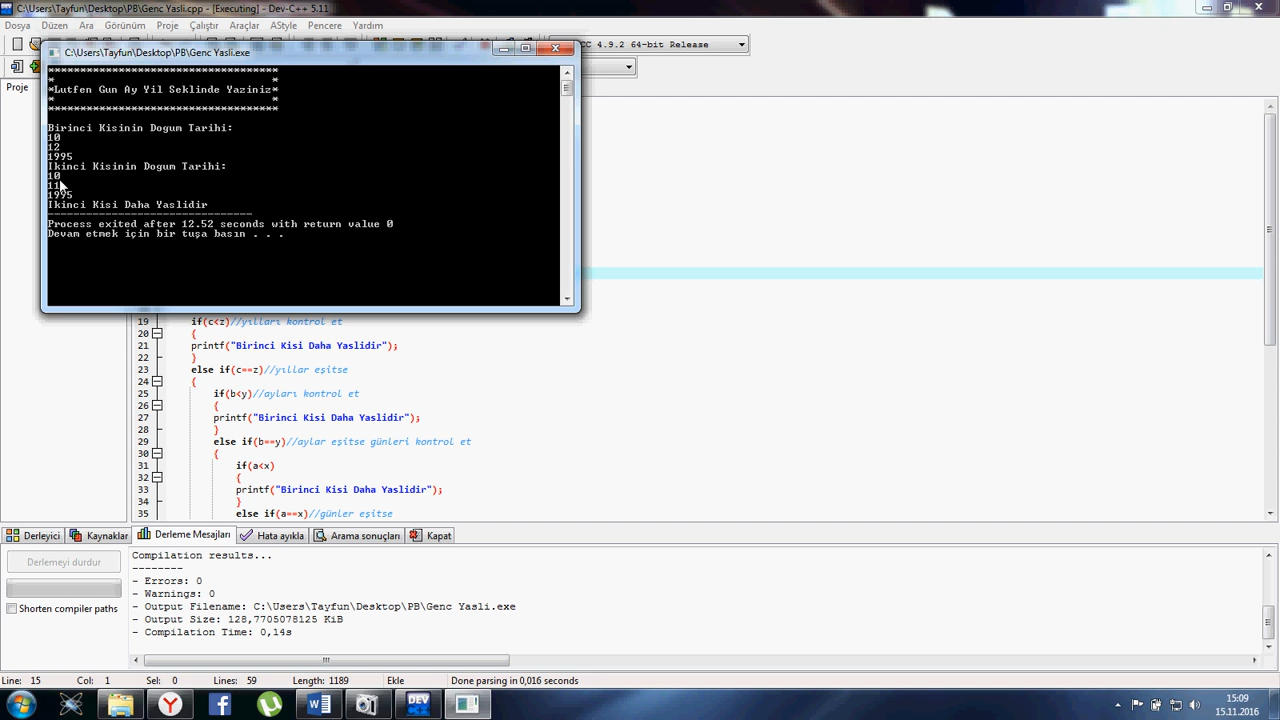 C:\Users\Tayfun\Desktop\PB\Genc Yasli.cpp - [Executing] - Dev-C++ 5.11
Dosya Düzen Ara Görünüm Proje Çalıştır Araçlar AStyle Pencere Yardım
C:\Users\Tayfun\Desktop\PB\Genc Yasli.exe
CC 4.9.2 64-bit Release
Proje
************************************
* *
*Lutfen Gun Ay Yil Seklinde Yaziniz*
* *
************************************
Birinci Kisinin Dogum Tarihi:
10
12
1995
Ikinci Kisinin Dogum Tarihi:
10
11
1995
Ikinci Kisi Daha Yaslidir
--------------------------------
Process exited after 12.52 seconds with return value 0
Devam etmek için bir tuşa basın . . .
19 if(c<z)//yılları kontrol et
20 {
21 printf("Birinci Kisi Daha Yaslidir");
22 }
23 else if(c==z)//yıllar eşitse
24 {
25 if(b<y)//ayları kontrol et
26 {
27 printf("Birinci Kisi Daha Yaslidir");
28 }
29 else if(b==y)//aylar eşitse günleri kontrol et
30 {
31 if(a<x)
32 {
33 printf("Birinci Kisi Daha Yaslidir");
34 }
35 else if(a==x)//günler eşitse
Derleyici Kaynaklar Derleme Mesajları Hata ayıkla Arama sonuçları Kapat
Derlemeyi durdur
Shorten compiler paths
Compilation results...
--------
- Errors: 0
- Warnings: 0
- Output Filename: C:\Users\Tayfun\Desktop\PB\Genc Yasli.exe
- Output Size: 128,7705078125 KiB
- Compilation Time: 0,14s
Line: 15 Col: 1 Sel: 0 Lines: 59 Length: 1189 Ekle Done parsing in 0,016 seconds
DEV
15:09
15.11.2016